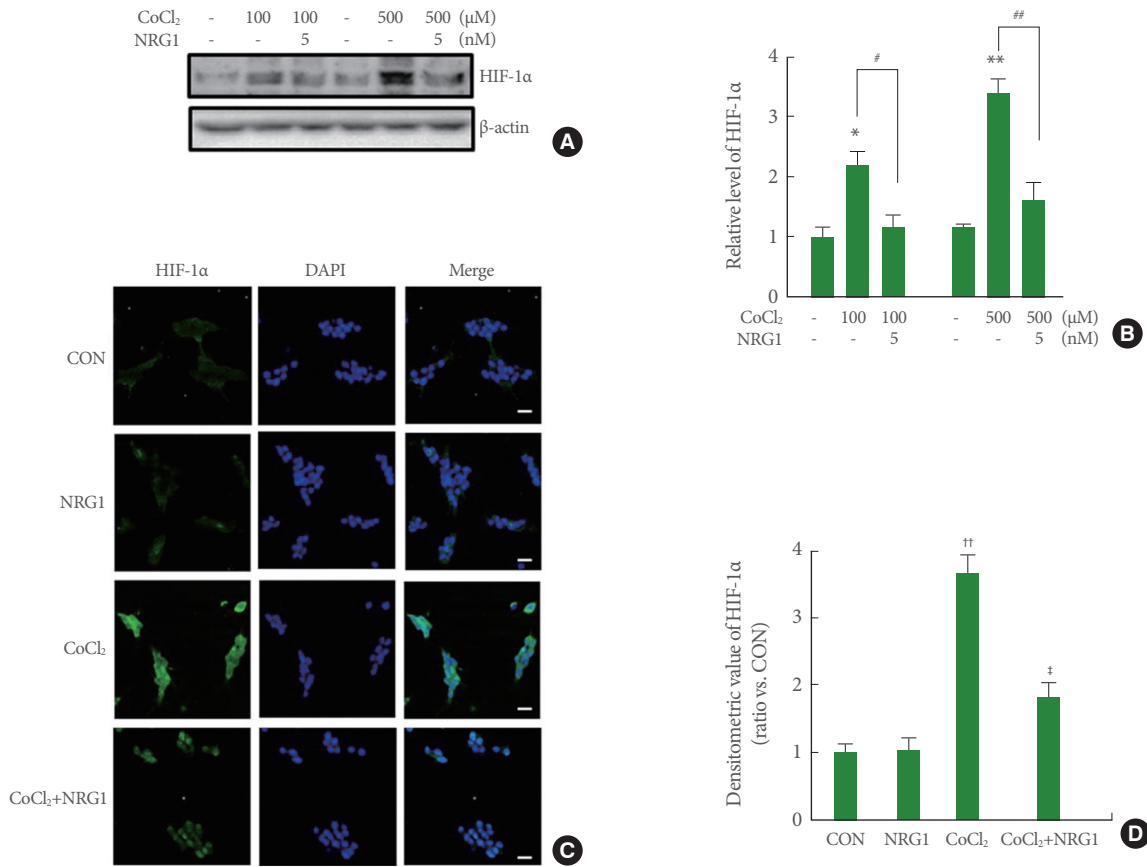 CoCl₂ - 100 100 - 500 500 (μM)
NRG1 - - 5 - - 5 (nM)
HIF-1α
β-actin
A
Relative level of HIF-1α
4
3
2
1
0
*
#
**
##
CoCl₂ - 100 100 - 500 500 (μM)
NRG1 - - 5 - - 5 (nM)
B
HIF-1α DAPI Merge
CON
NRG1
CoCl₂
CoCl₂+NRG1
C
Densitometric value of HIF-1α
(ratio vs. CON)
4
3
2
1
0
††
‡
CON NRG1 CoCl₂ CoCl₂+NRG1
D